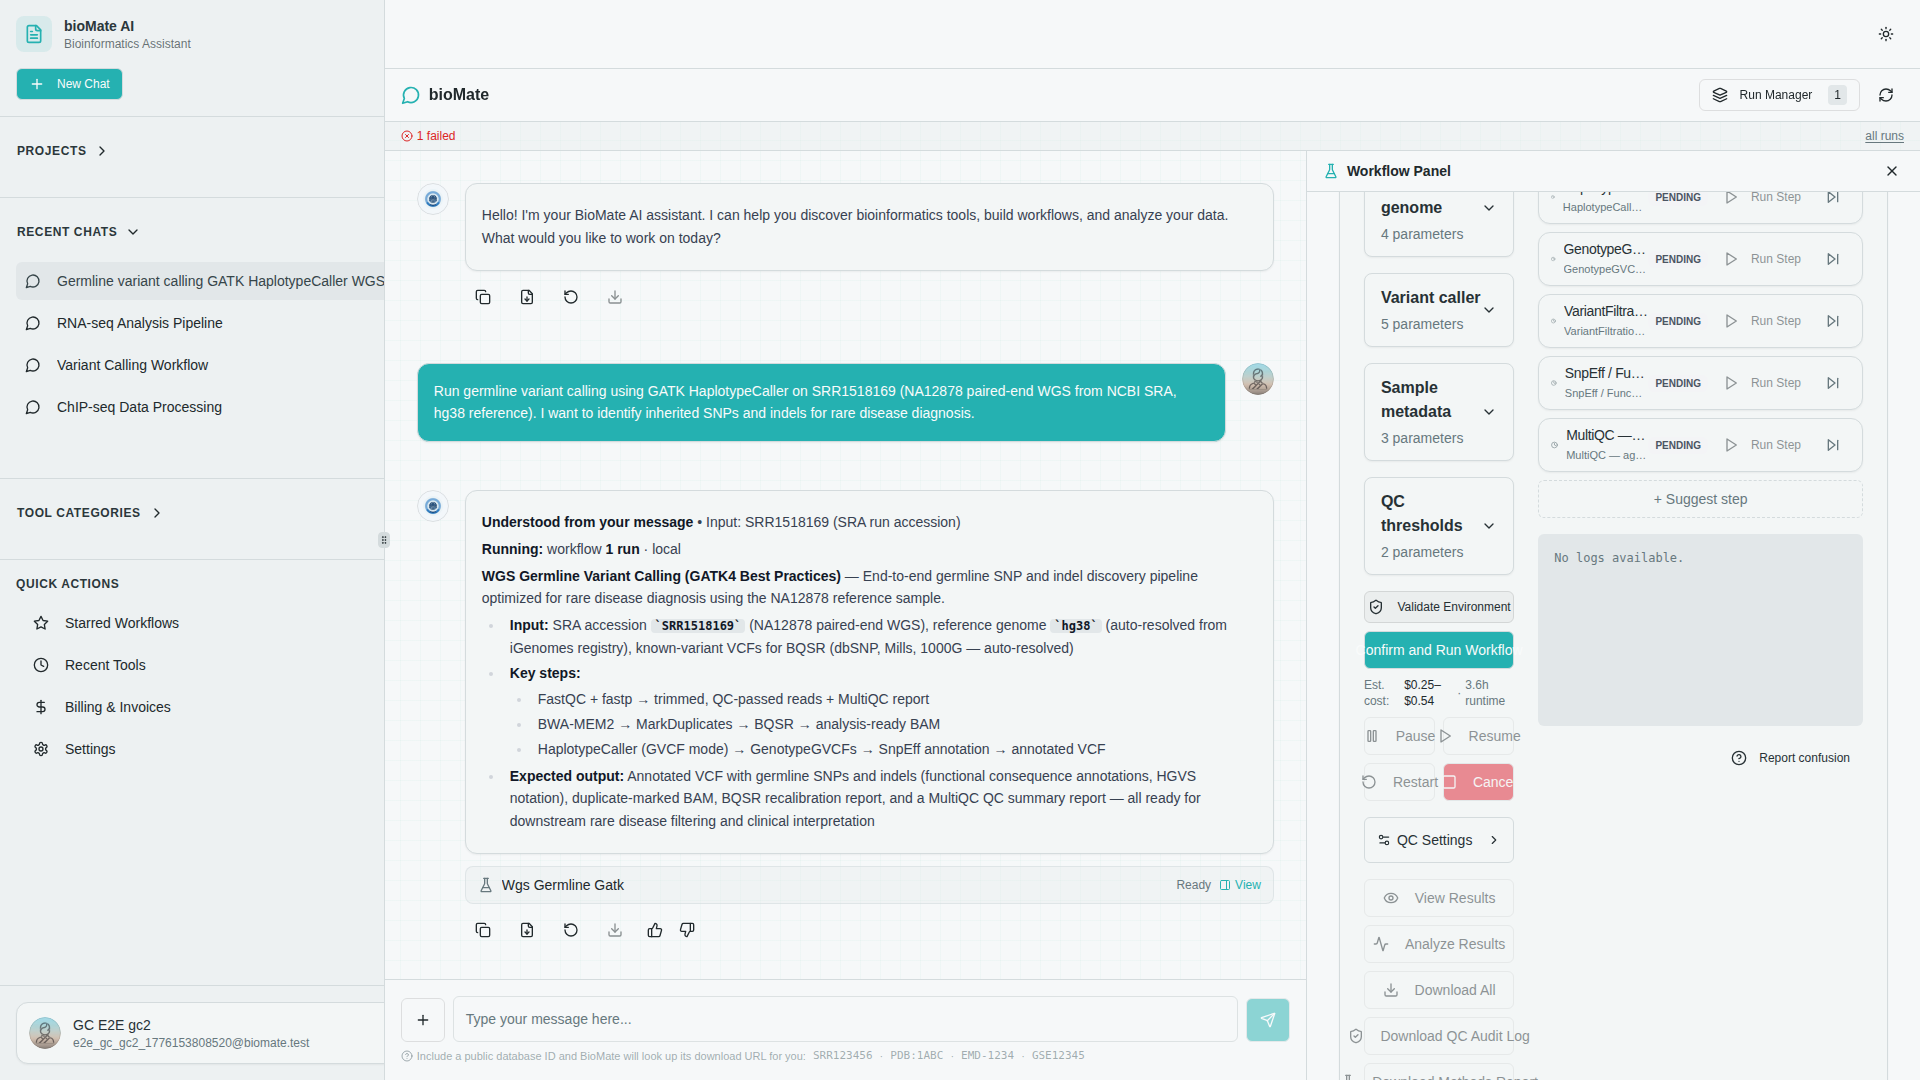 bioMate AI
Bioinformatics Assistant
New Chat
PROJECTS
RECENT CHATS
Germline variant calling GATK HaplotypeCaller WGS
RNA-seq Analysis Pipeline
Variant Calling Workflow
ChIP-seq Data Processing
TOOL CATEGORIES
QUICK ACTIONS
Starred Workflows
Recent Tools
Billing & Invoices
Settings
GC E2E gc2
e2e_gc_gc2_1776153808520@biomate.test
bioMate
Run Manager 1
1 failed
all runs
Hello! I'm your BioMate AI assistant. I can help you discover bioinformatics tools, build workflows, and analyze your data.
What would you like to work on today?
Run germline variant calling using GATK HaplotypeCaller on SRR1518169 (NA12878 paired-end WGS from NCBI SRA,
hg38 reference). I want to identify inherited SNPs and indels for rare disease diagnosis.
Understood from your message • Input: SRR1518169 (SRA run accession)
Running: workflow 1 run · local
WGS Germline Variant Calling (GATK4 Best Practices) — End-to-end germline SNP and indel discovery pipeline
optimized for rare disease diagnosis using the NA12878 reference sample.
Input: SRA accession `SRR1518169` (NA12878 paired-end WGS), reference genome `hg38` (auto-resolved from
iGenomes registry), known-variant VCFs for BQSR (dbSNP, Mills, 1000G — auto-resolved)
Key steps:
FastQC + fastp → trimmed, QC-passed reads + MultiQC report
BWA-MEM2 → MarkDuplicates → BQSR → analysis-ready BAM
HaplotypeCaller (GVCF mode) → GenotypeGVCFs → SnpEff annotation → annotated VCF
Expected output: Annotated VCF with germline SNPs and indels (functional consequence annotations, HGVS
notation), duplicate-marked BAM, BQSR recalibration report, and a MultiQC QC summary report — all ready for
downstream rare disease filtering and clinical interpretation
Wgs Germline Gatk
Ready View
Type your message here...
Include a public database ID and BioMate will look up its download URL for you: SRR123456 · PDB:1ABC · EMD-1234 · GSE12345
Workflow Panel
genome
4 parameters
Variant caller
5 parameters
Sample
metadata
3 parameters
QC
thresholds
2 parameters
Validate Environment
onfirm and Run Workflo
Est. cost: $0.25–$0.54 · 3.6h runtime
Pause
Resume
Restart
Cance
QC Settings
View Results
Analyze Results
Download All
Download QC Audit Log
Download Methods Report
HaplotypeCall… PENDING Run Step
GenotypeG…
GenotypeGVC… PENDING Run Step
VariantFiltra…
VariantFiltratio… PENDING Run Step
SnpEff / Fu…
SnpEff / Func… PENDING Run Step
MultiQC —…
MultiQC — ag… PENDING Run Step
+ Suggest step
No logs available.
Report confusion